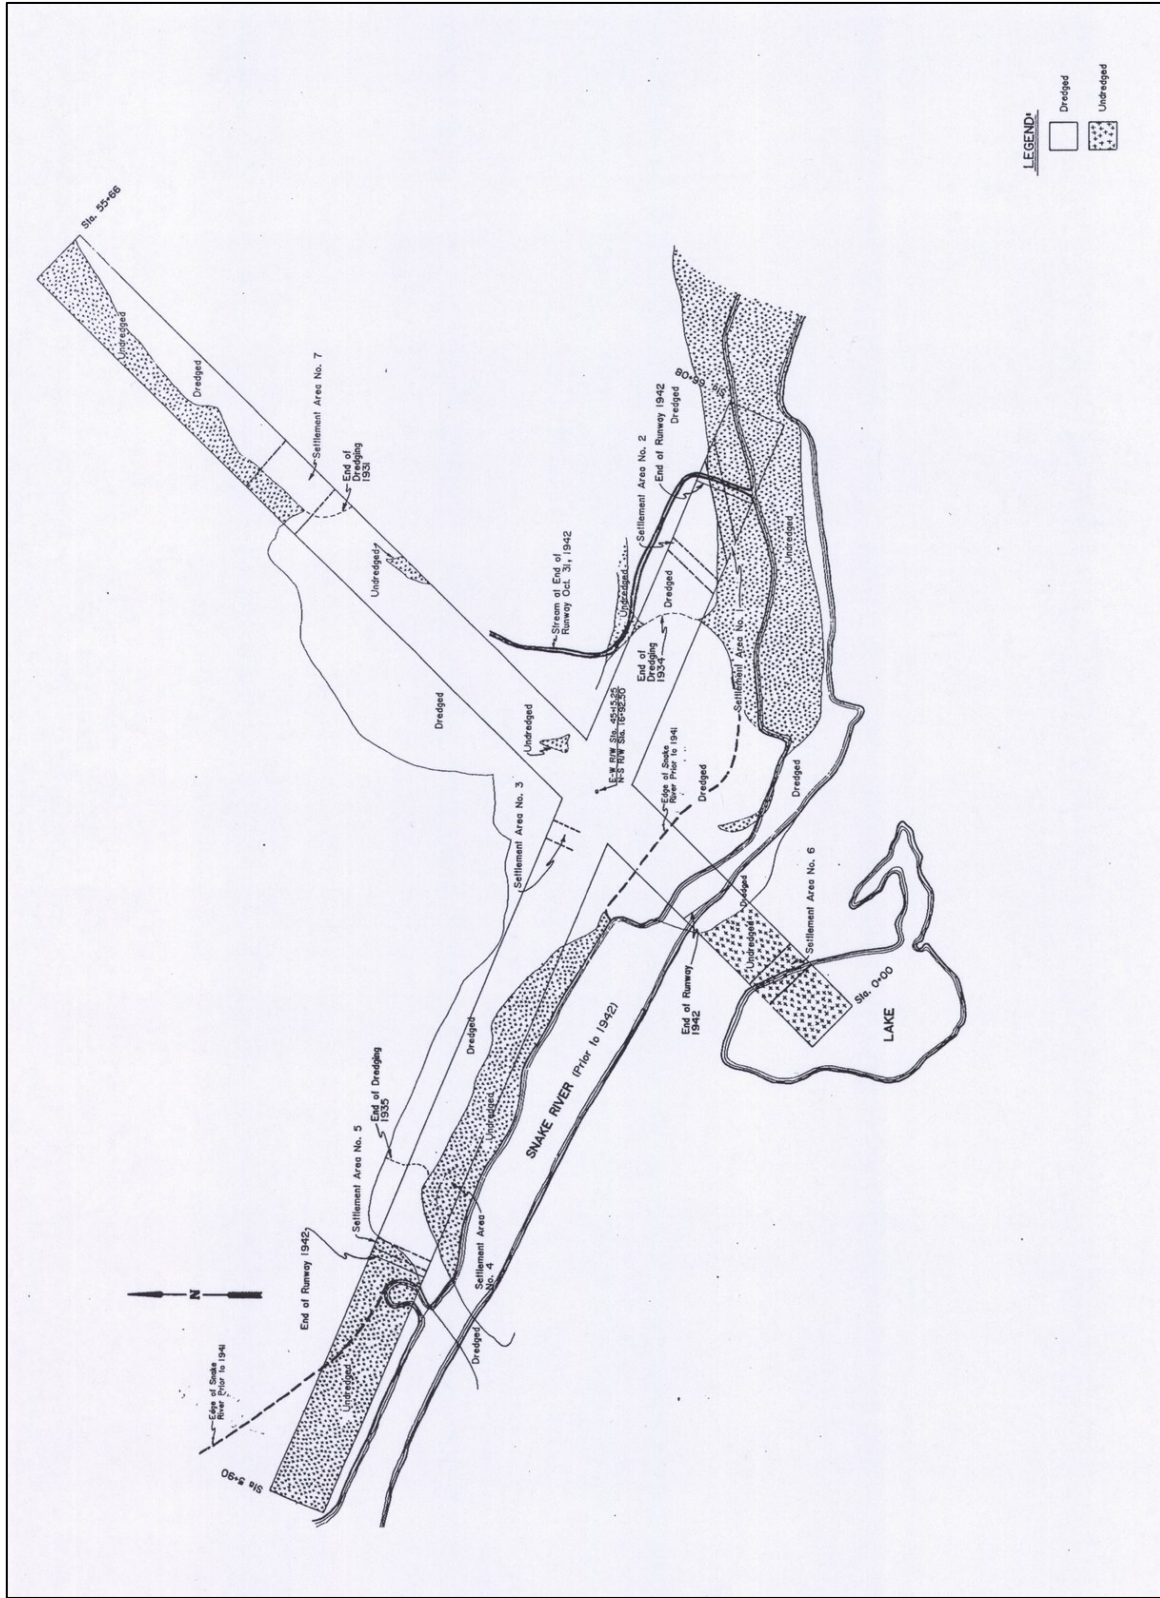 LEGEND:
Dredged
Undredged
Sta. 55+66
Undredged
Dredged
Settlement Area No. 7
End of
Dredging
1931
Undredged
Dredged
Undredged
Stream at End of
Runway Oct. 31, 1942
Undredged
Dredged
Settlement Area No. 2
End of Runway 1942
Dredged
Sta. 66+08
End of
Dredging
1934
Settlement Area No. 1
Undredged
E-W R/W Sta. 45+15.25
N-S R/W Sta. 16+92.50
Edge of Snake
River Prior to 1941
Dredged
Dredged
Settlement Area No. 3
Dredged
Undredged
Settlement Area No. 6
End of Runway
1942
Sta. 0+00
LAKE
SNAKE RIVER (Prior to 1942)
Dredged
Undredged
End of Dredging
1935
Settlement Area No. 5
End of Runway 1942
Settlement Area
No. 4
Dredged
N
Edge of Snake
River Prior to 1941
Undredged
Sta 5+90